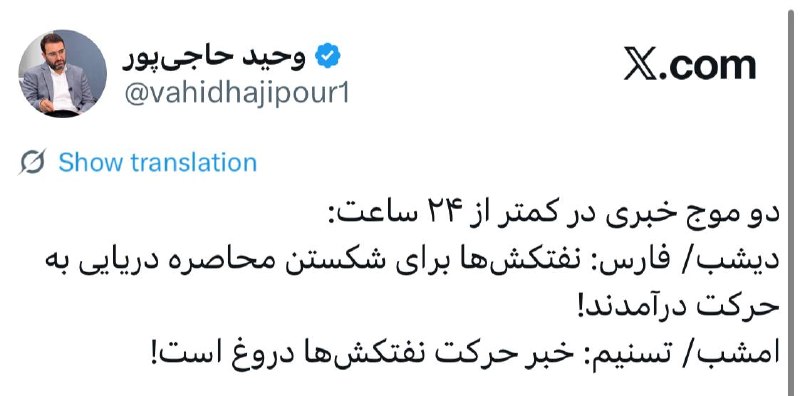 وحید حاجی‌پور
@vahidhajipour1
X.com
Show translation
دو موج خبری در کمتر از ۲۴ ساعت:
دیشب/ فارس: نفتکش‌ها برای شکستن محاصره دریایی به
حرکت درآمدند!
امشب/ تسنیم: خبر حرکت نفتکش‌ها دروغ است!